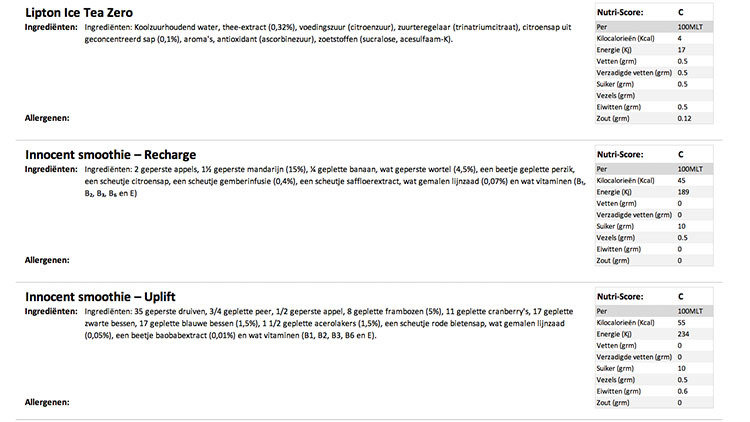 Lipton Ice Tea Zero
Ingrediënten: Ingrediënten: Koolzuurhoudend water, thee-extract (0,32%), voedingszuur (citroenzuur), zuurteregelaar (trinatriumcitraat), citroensap uit
geconcentreerd sap (0,1%), aroma's, antioxidant (ascorbinezuur), zoetstoffen (sucralose, acesulfaam-K).
Allergenen:
Nutri-Score: C
Per 100MLT
Kilocalorieën (Kcal) 4
Energie (Kj) 17
Vetten (grm) 0.5
Verzadigde vetten (grm) 0.5
Suiker (grm) 0.5
Vezels (grm)
Eiwitten (grm) 0.5
Zout (grm) 0.12
Innocent smoothie – Recharge
Ingrediënten: Ingrediënten: 2 geperste appels, 1½ geperste mandarijn (15%), ¼ geplette banaan, wat geperste wortel (4,5%), een beetje geplette perzik,
een scheutje citroensap, een scheutje gemberinfusie (0,4%), een scheutje saffloerextract, wat gemalen lijnzaad (0,07%) en wat vitaminen (B₁,
B₂, B₃, B₆ en E)
Allergenen:
Nutri-Score: C
Per 100MLT
Kilocalorieën (Kcal) 45
Energie (Kj) 189
Vetten (grm) 0
Verzadigde vetten (grm) 0
Suiker (grm) 10
Vezels (grm) 0.5
Eiwitten (grm) 0
Zout (grm) 0
Innocent smoothie – Uplift
Ingrediënten: Ingrediënten: 35 geperste druiven, 3/4 geplette peer, 1/2 geperste appel, 8 geplette frambozen (5%), 11 geplette cranberry's, 17 geplette
zwarte bessen, 17 geplette blauwe bessen (1,5%), 1 1/2 geplette acerolakers (1,5%), een scheutje rode bietensap, wat gemalen lijnzaad
(0,05%), een beetje baobabextract (0,01%) en wat vitaminen (B1, B2, B3, B6 en E).
Allergenen:
Nutri-Score: C
Per 100MLT
Kilocalorieën (Kcal) 55
Energie (Kj) 234
Vetten (grm) 0
Verzadigde vetten (grm) 0
Suiker (grm) 10
Vezels (grm) 0.5
Eiwitten (grm) 0.6
Zout (grm) 0